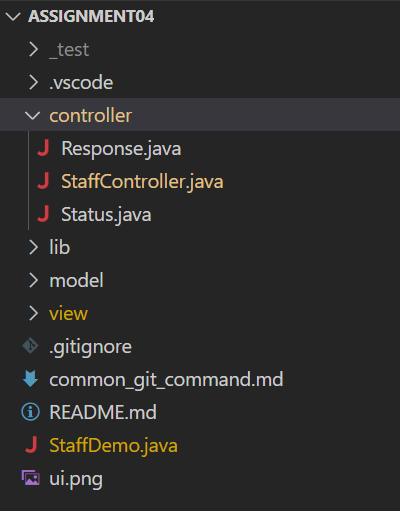 ASSIGNMENT04
_test
.vscode
controller
Response.java
StaffController.java
Status.java
lib
model
view
.gitignore
common_git_command.md
README.md
StaffDemo.java
ui.png